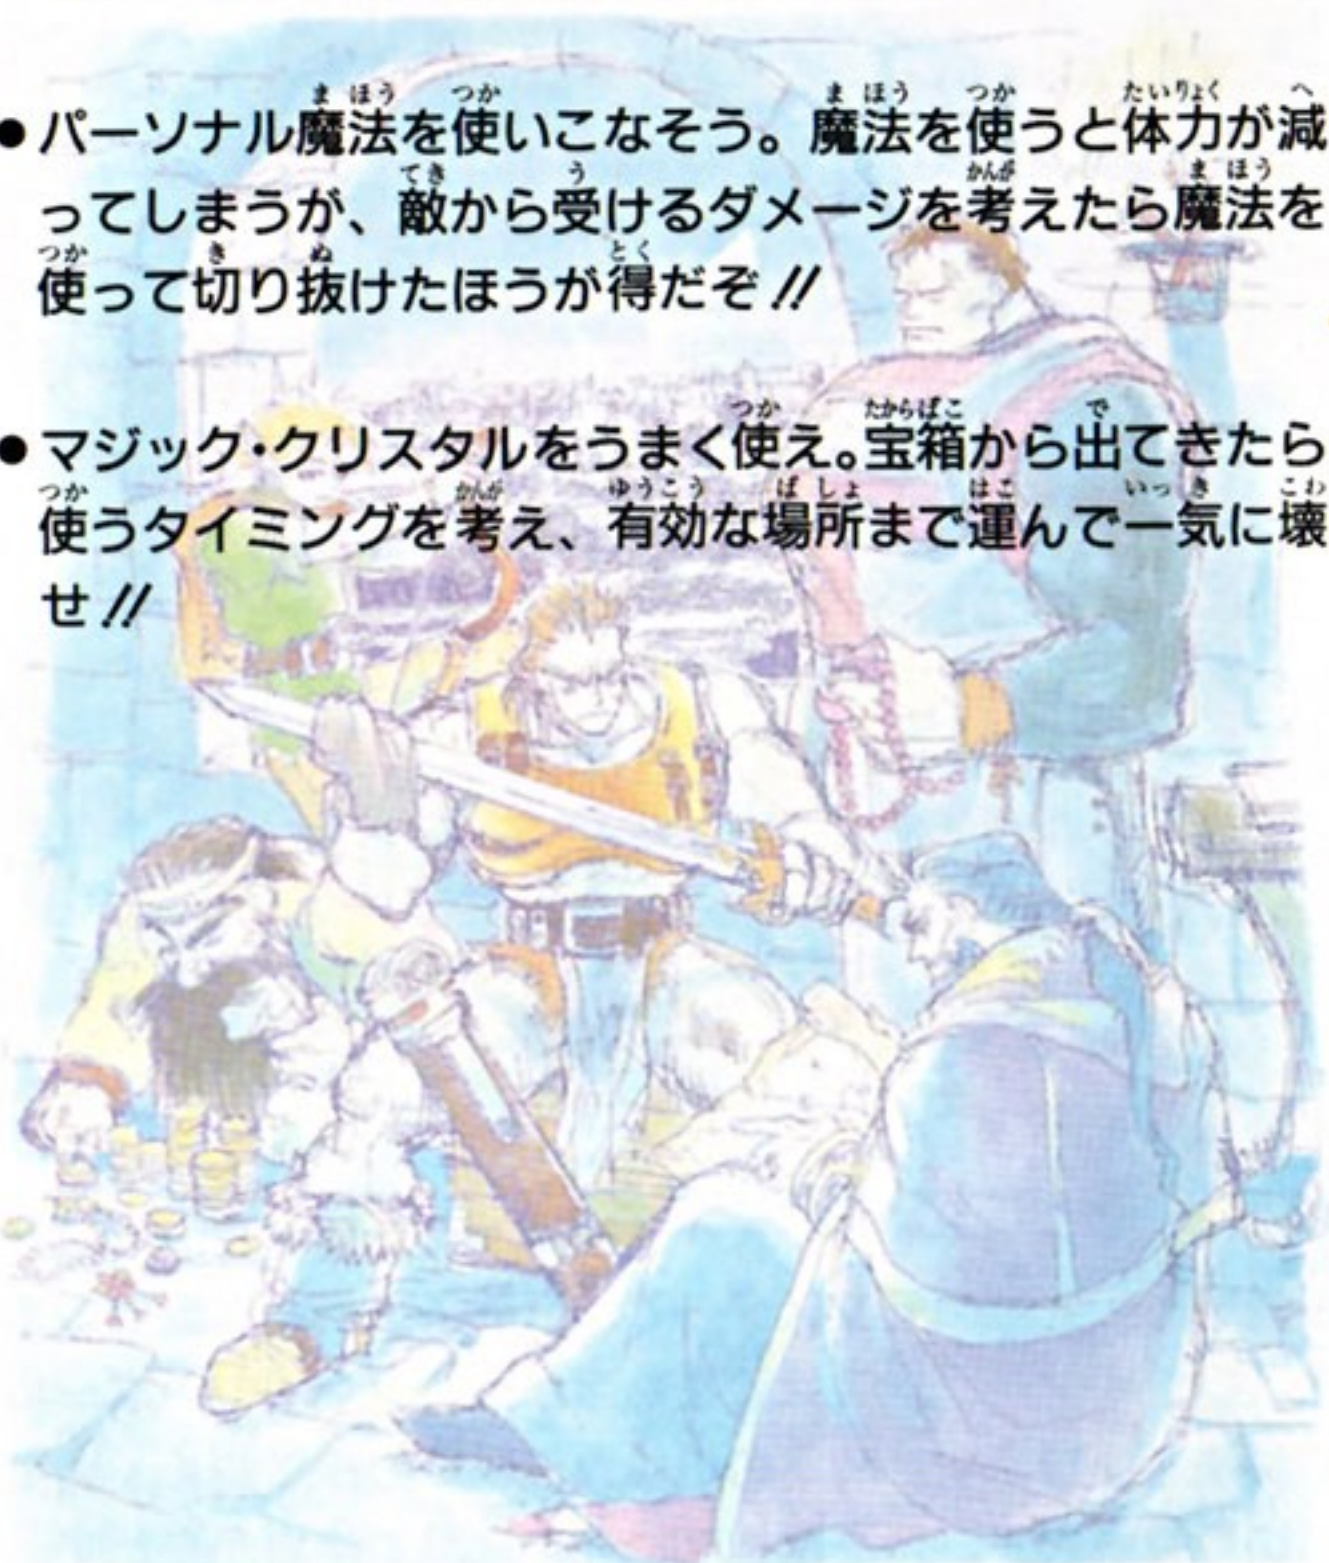 ●パーソナル魔法を使いこなそう。魔法を使うと体力が減
ってしまうが、敵から受けるダメージを考えたら魔法を
使って切り抜けたほうが得だぞ!!
●マジック・クリスタルをうまく使え。宝箱から出てきたら
使うタイミングを考え、有効な場所まで運んで一気に壊
せ!!